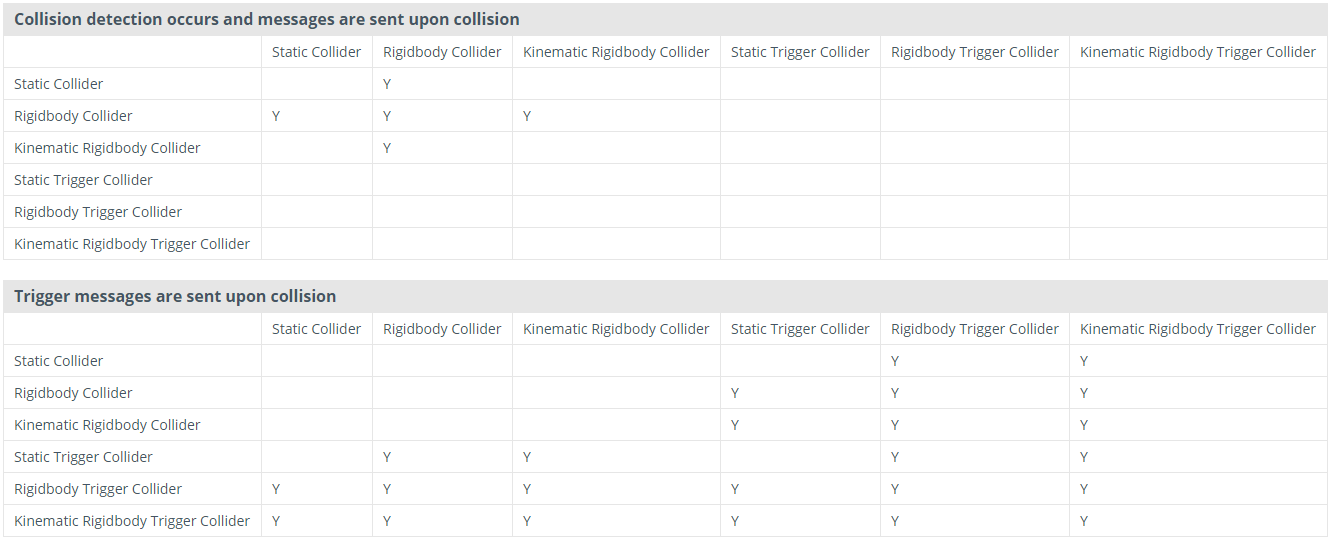 Collision detection occurs and messages are sent upon collision
Static Collider Rigidbody Collider Kinematic Rigidbody Collider Static Trigger Collider Rigidbody Trigger Collider Kinematic Rigidbody Trigger Collider
Static Collider Y
Rigidbody Collider Y Y Y
Kinematic Rigidbody Collider Y
Static Trigger Collider
Rigidbody Trigger Collider
Kinematic Rigidbody Trigger Collider
Trigger messages are sent upon collision
Static Collider Rigidbody Collider Kinematic Rigidbody Collider Static Trigger Collider Rigidbody Trigger Collider Kinematic Rigidbody Trigger Collider
Static Collider Y Y
Rigidbody Collider Y Y Y
Kinematic Rigidbody Collider Y Y Y
Static Trigger Collider Y Y Y Y
Rigidbody Trigger Collider Y Y Y Y Y Y
Kinematic Rigidbody Trigger Collider Y Y Y Y Y Y